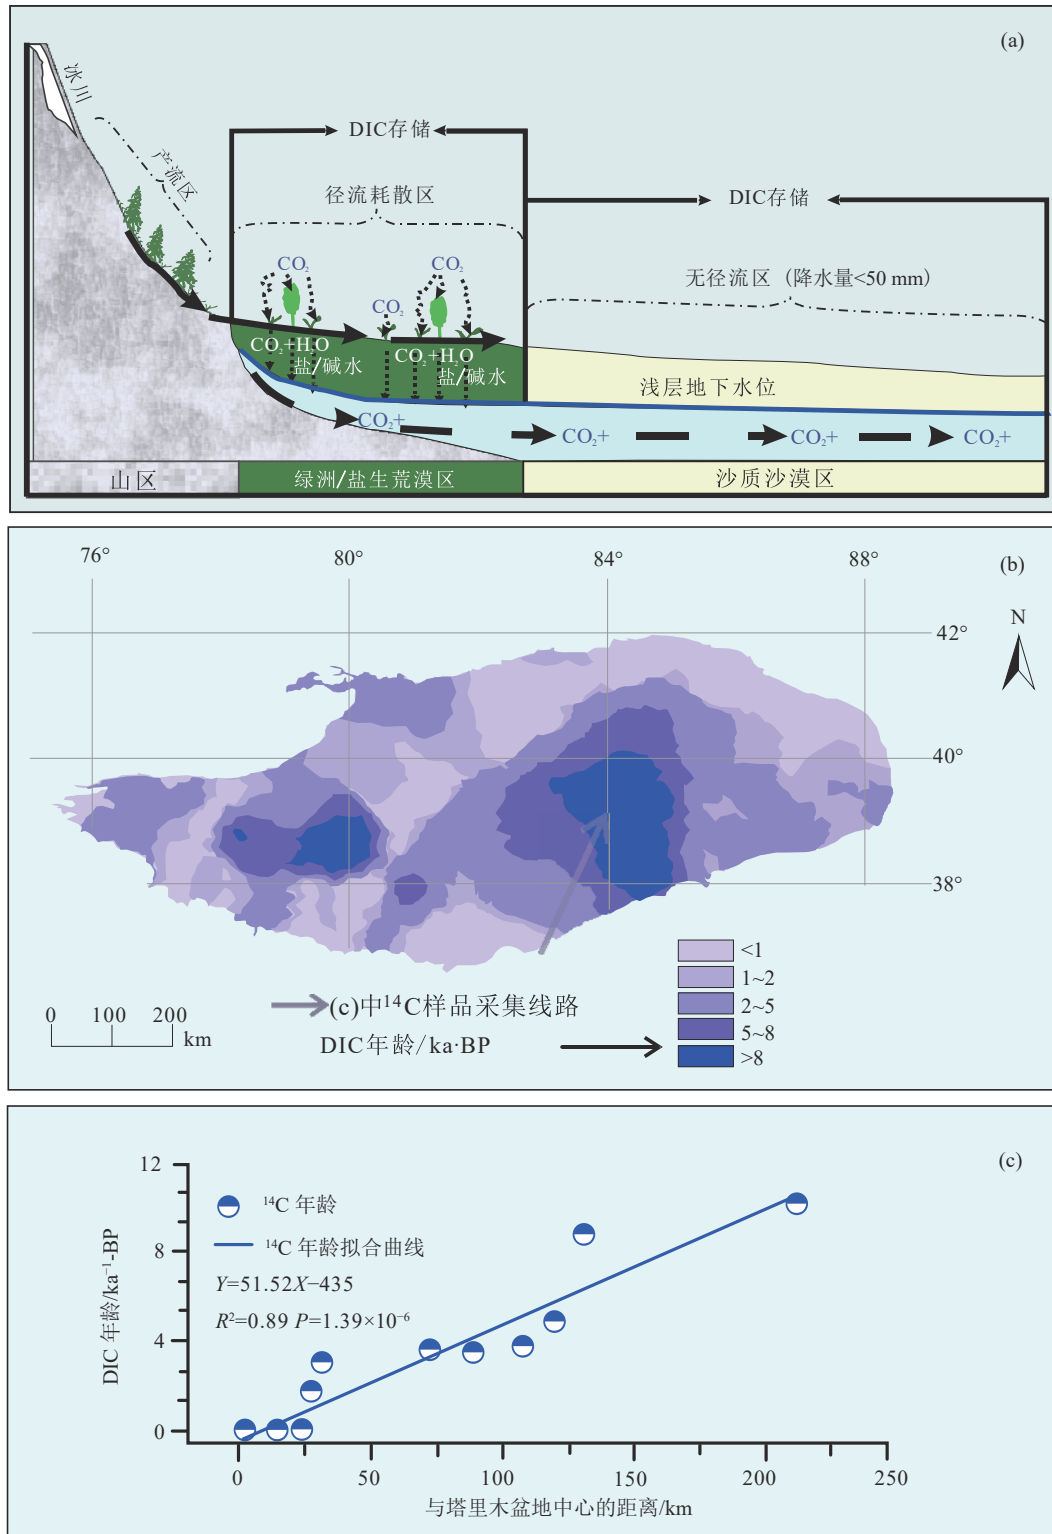 (a)
冰川
产流区
DIC存储
径流耗散区
DIC存储
无径流区（降水量<50 mm）
CO₂
CO₂
CO₂
CO₂+H₂O
盐/碱水
CO₂+H₂O
盐/碱水
浅层地下水位
CO₂+
CO₂+
CO₂+
CO₂+
山区
绿洲/盐生荒漠区
沙质沙漠区
(b)
76°
80°
84°
88°
N
42°
40°
38°
<1
1~2
2~5
5~8
>8
(c)中¹⁴C样品采集线路
DIC年龄/ka·BP
0 100 200
km
(c)
12
8
4
0
DIC 年龄/ka⁻¹-BP
¹⁴C 年龄
¹⁴C 年龄拟合曲线
Y=51.52X−435
R²=0.89 P=1.39×10⁻⁶
0 50 100 150 200 250
与塔里木盆地中心的距离/km